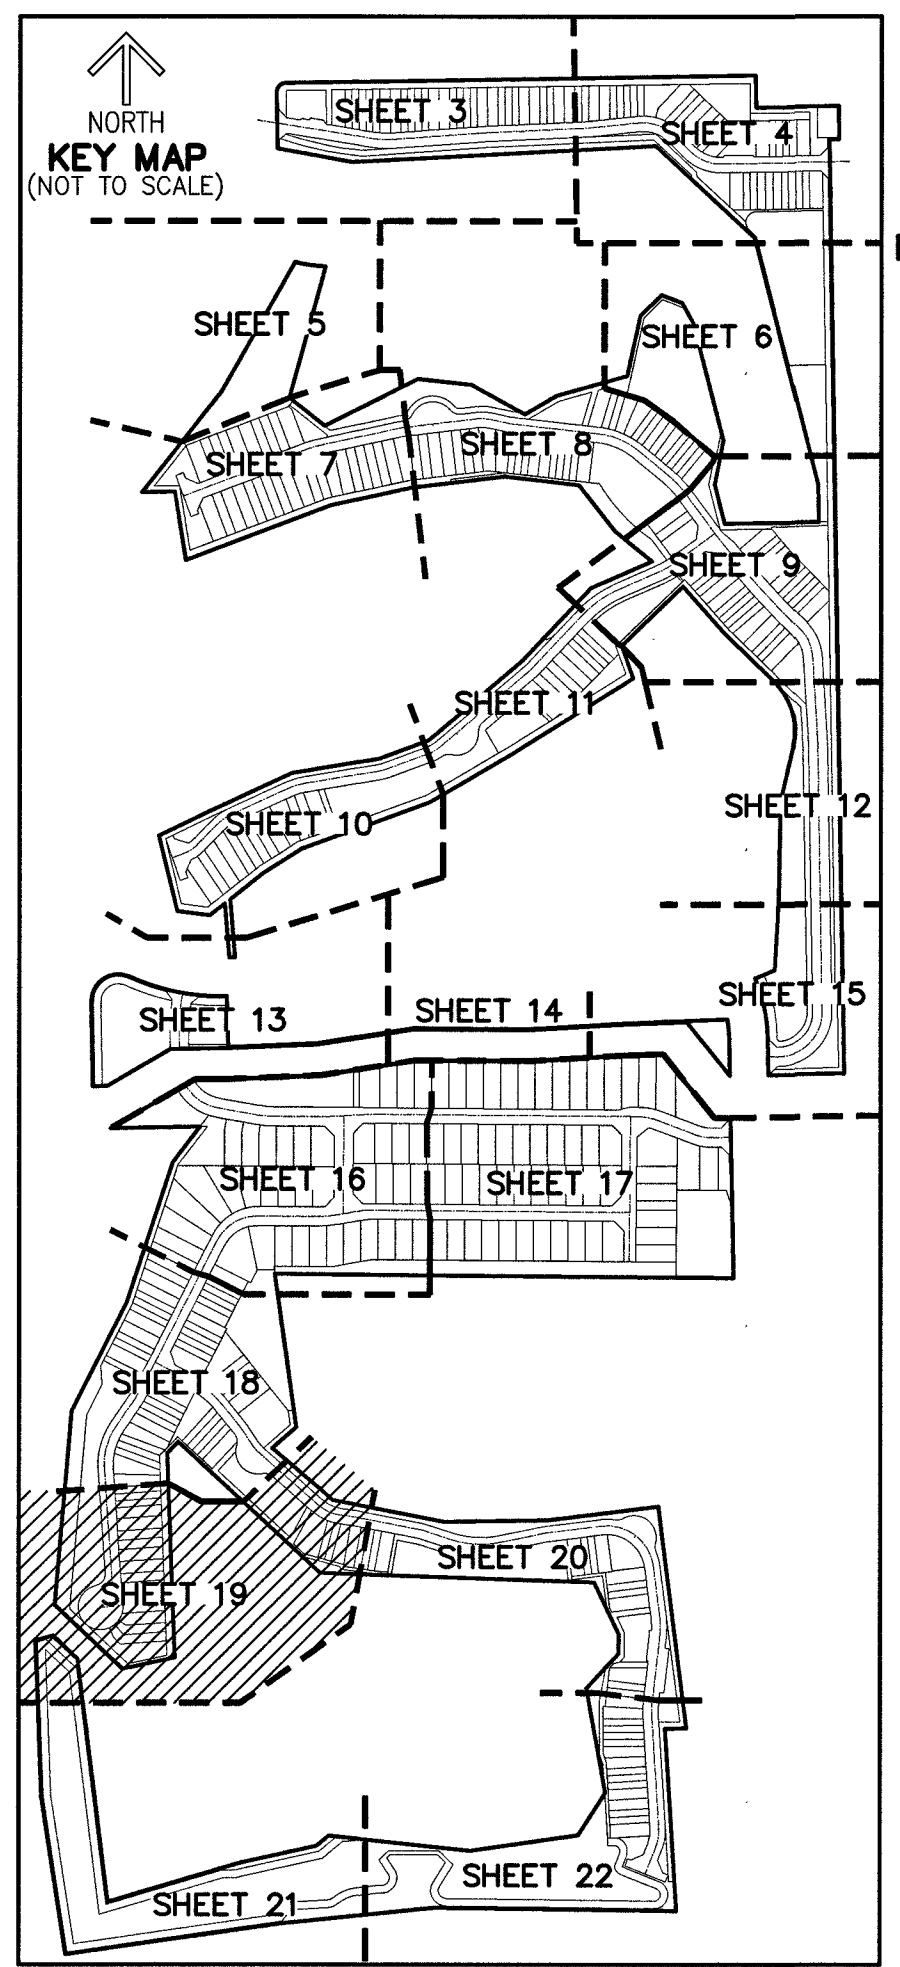 NORTH
KEY MAP
(NOT TO SCALE)
SHEET 3
SHEET 4
SHEET 5
SHEET 6
SHEET 7
SHEET 8
SHEET 9
SHEET 11
SHEET 10
SHEET 12
SHEET 15
SHEET 13
SHEET 14
SHEET 16
SHEET 17
SHEET 18
SHEET 20
SHEET 19
SHEET 21
SHEET 22